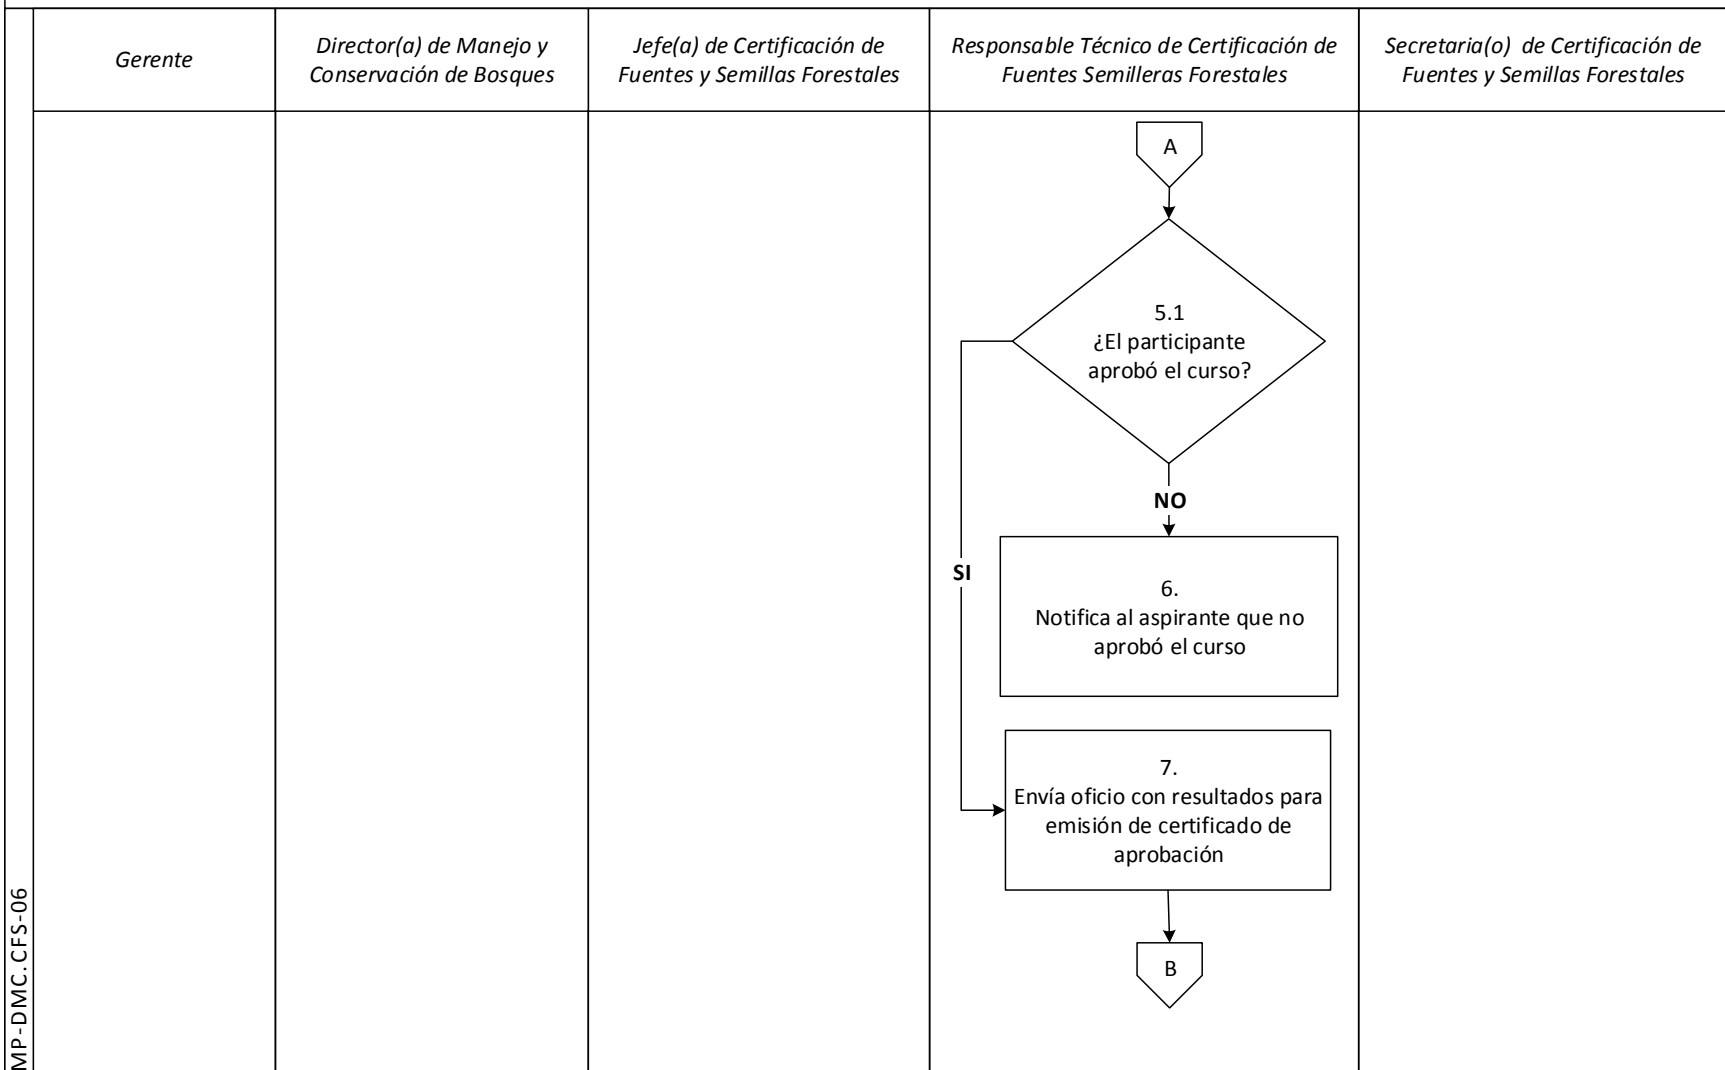 Gerente
Director(a) de Manejo y
Conservación de Bosques
Jefe(a) de Certificación de
Fuentes y Semillas Forestales
Responsable Técnico de Certificación de
Fuentes Semilleras Forestales
Secretaria(o) de Certificación de
Fuentes y Semillas Forestales
A
5.1
¿El participante
aprobó el curso?
NO
SI
6.
Notifica al aspirante que no
aprobó el curso
7.
Envía oficio con resultados para
emisión de certificado de
aprobación
B
MP-DMC.CFS-06